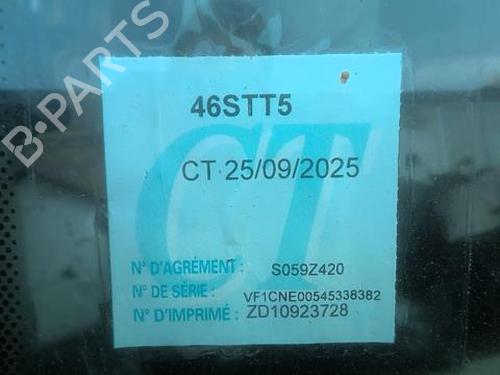 B-PARTS
46STT5
CT
CT 25/09/2025
N° D'AGRÉMENT : S059Z420
N° DE SÉRIE : VF1CNE00545338382
N° D'IMPRIMÉ : ZD10923728